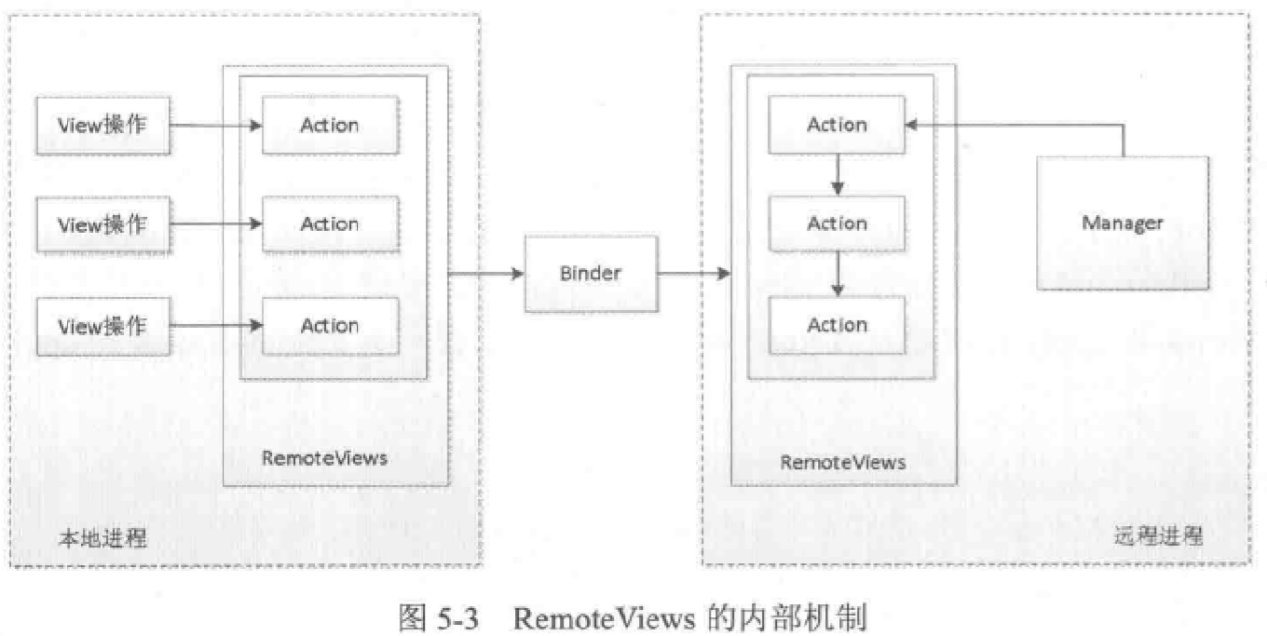 View操作
Action
View操作
Action
View操作
Action
RemoteViews
本地进程
Binder
Action
Action
Action
Manager
RemoteViews
远程进程
图 5-3 RemoteViews 的内部机制